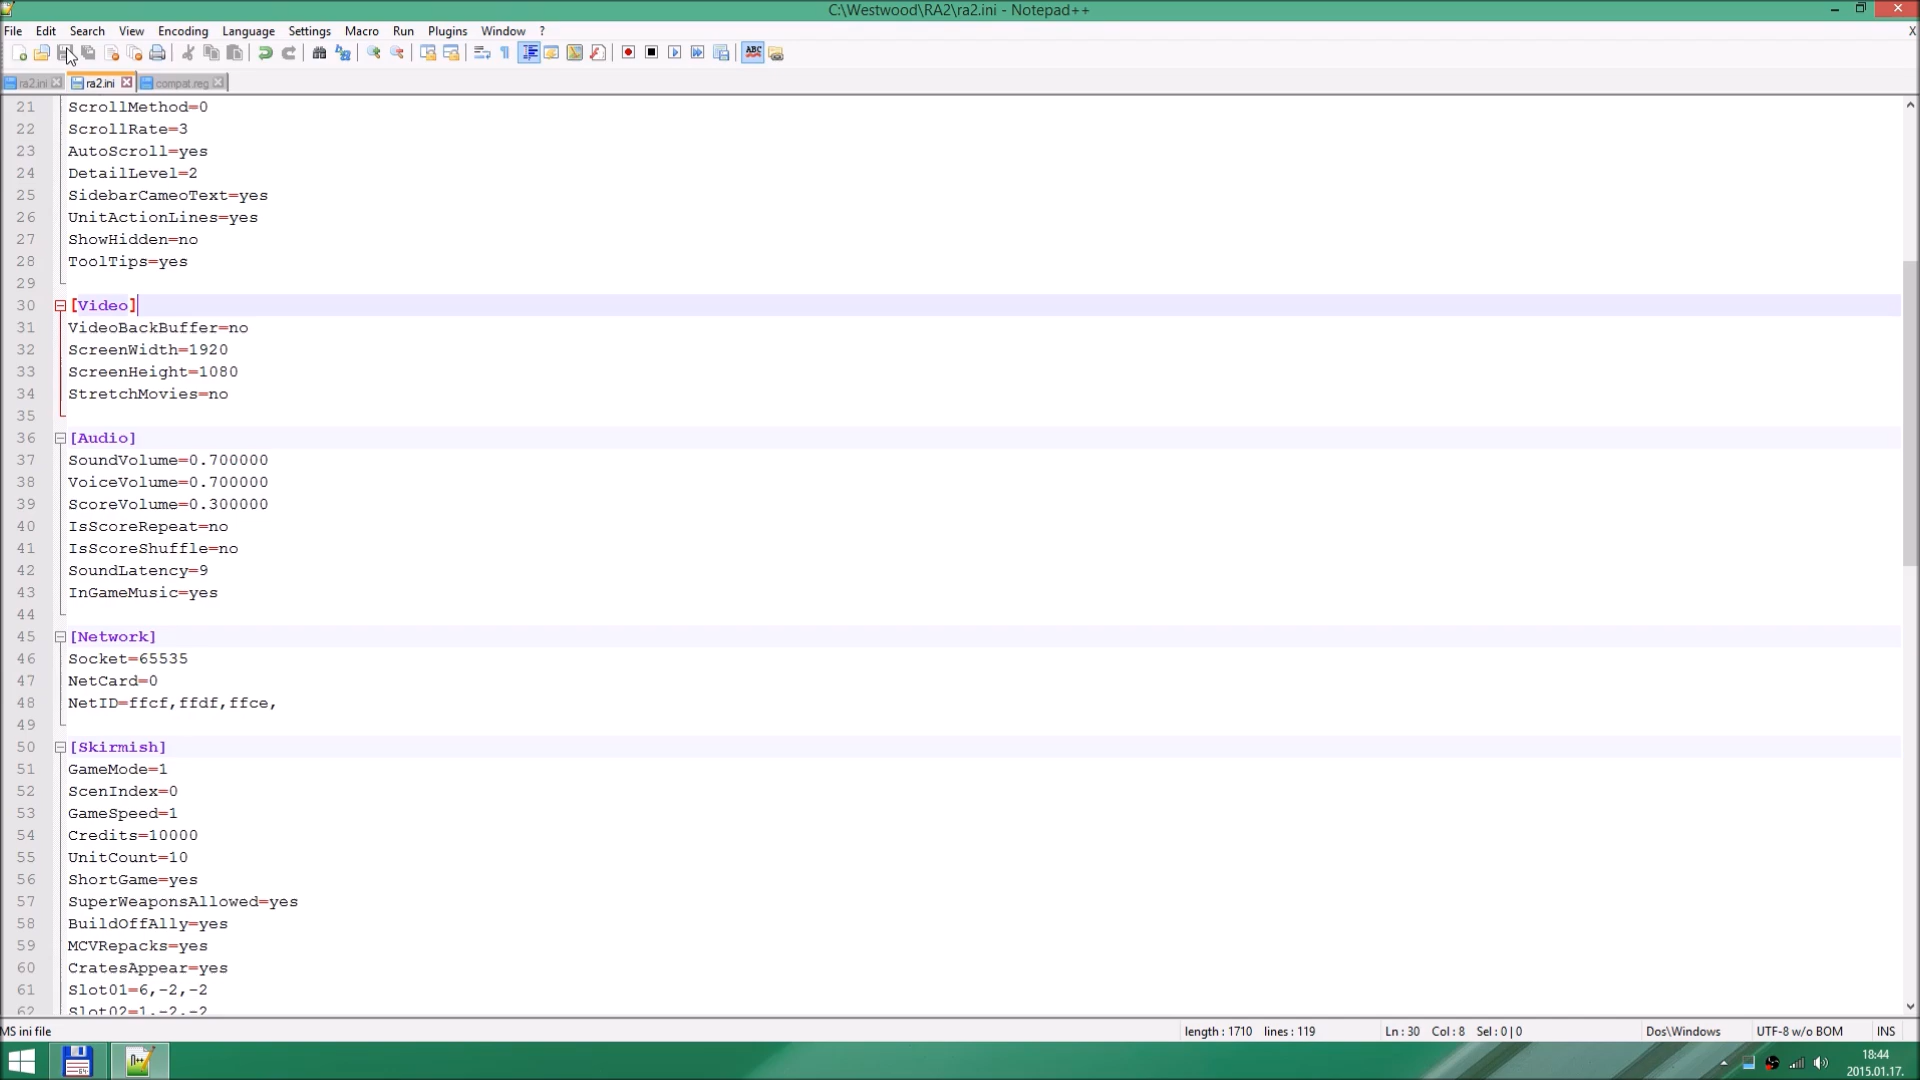 C:\Westwood\RA2\ra2.ini - Notepad++
File Edit Search View Encoding Language Settings Macro Run Plugins Window ? X
ABC
ra2.ini ra2.ini compat.reg
21 ScrollMethod=0
22 ScrollRate=3
23 AutoScroll=yes
24 DetailLevel=2
25 SidebarCameoText=yes
26 UnitActionLines=yes
27 ShowHidden=no
28 ToolTips=yes
29
30 [Video]
31 VideoBackBuffer=no
32 ScreenWidth=1920
33 ScreenHeight=1080
34 StretchMovies=no
35
36 [Audio]
37 SoundVolume=0.700000
38 VoiceVolume=0.700000
39 ScoreVolume=0.300000
40 IsScoreRepeat=no
41 IsScoreShuffle=no
42 SoundLatency=9
43 InGameMusic=yes
44
45 [Network]
46 Socket=65535
47 NetCard=0
48 NetID=ffcf,ffdf,ffce,
49
50 [Skirmish]
51 GameMode=1
52 ScenIndex=0
53 GameSpeed=1
54 Credits=10000
55 UnitCount=10
56 ShortGame=yes
57 SuperWeaponsAllowed=yes
58 BuildOffAlly=yes
59 MCVRepacks=yes
60 CratesAppear=yes
61 Slot01=6,-2,-2
62 Slot02=1,-2,-2
MS ini file length : 1710 lines : 119 Ln : 30 Col : 8 Sel : 0 | 0 Dos\Windows UTF-8 w/o BOM INS
18:44
2015.01.17.